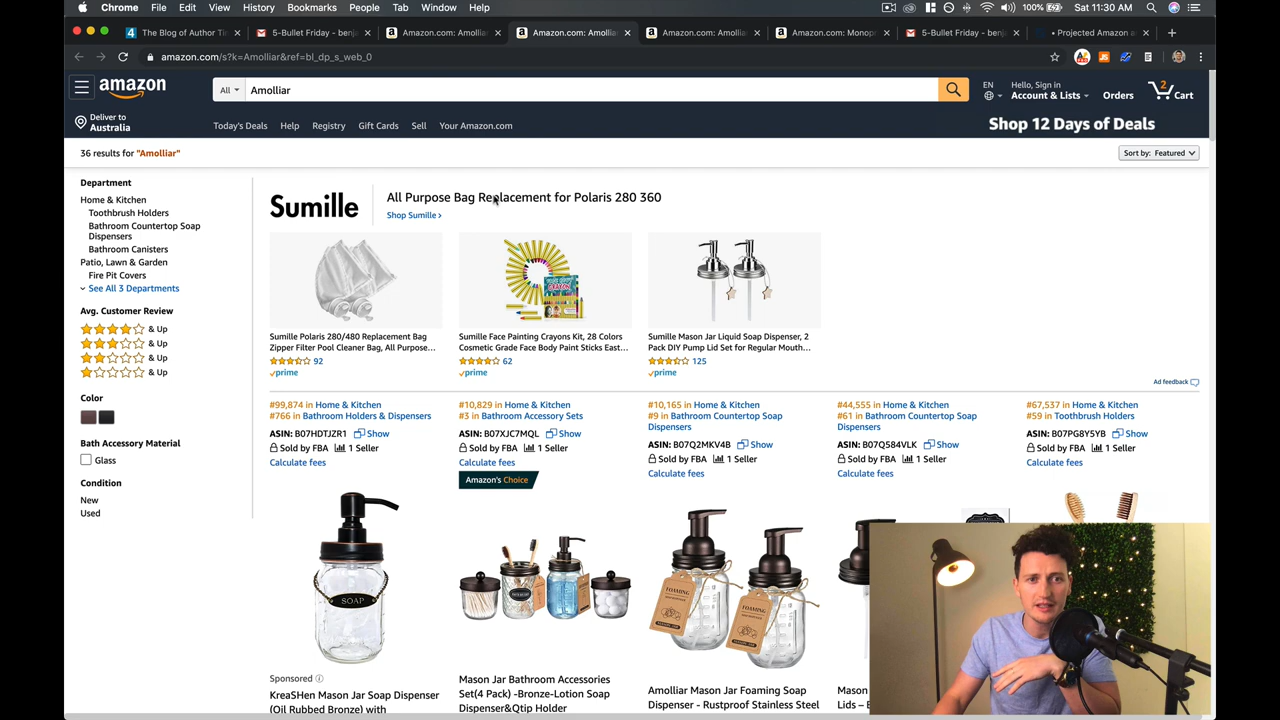 Chrome File Edit View History Bookmarks People Tab Window Help 100% Sat 11:30 AM
The Blog of Author Ti
5-Bullet Friday - benja
Amazon.com: Amollia
Amazon.com: Amollia
Amazon.com: Amollia
Amazon.com: Monop
5-Bullet Friday - benja
• Projected Amazon a
amazon.com/s?k=Amolliar&ref=bl_dp_s_web_0
amazon
All
Amolliar
EN
Hello, Sign in
Account & Lists
Orders
2
Cart
Deliver to
Australia
Today's Deals Help Registry Gift Cards Sell Your Amazon.com
Shop 12 Days of Deals
36 results for "Amolliar"
Sort by: Featured
Department
Home & Kitchen
Toothbrush Holders
Bathroom Countertop Soap
Dispensers
Bathroom Canisters
Patio, Lawn & Garden
Fire Pit Covers
See All 3 Departments
Avg. Customer Review
& Up
& Up
& Up
& Up
Color
Bath Accessory Material
Glass
Condition
New
Used
Sumille
All Purpose Bag Replacement for Polaris 280 360
Shop Sumille ›
Sumille Polaris 280/480 Replacement Bag
Zipper Filter Pool Cleaner Bag, All Purpose...
92
prime
Sumille Face Painting Crayons Kit, 28 Colors
Cosmetic Grade Face Body Paint Sticks East...
62
prime
Sumille Mason Jar Liquid Soap Dispenser, 2
Pack DIY Pump Lid Set for Regular Mouth...
125
prime
Ad feedback
#99,874 in Home & Kitchen
#766 in Bathroom Holders & Dispensers
ASIN: B07HDTJZR1 Show
Sold by FBA 1 Seller
Calculate fees
#10,829 in Home & Kitchen
#3 in Bathroom Accessory Sets
ASIN: B07XJC7MQL Show
Sold by FBA 1 Seller
Calculate fees
Amazon's Choice
#10,165 in Home & Kitchen
#9 in Bathroom Countertop Soap
Dispensers
ASIN: B07Q2MKV4B Show
Sold by FBA 1 Seller
Calculate fees
#44,555 in Home & Kitchen
#61 in Bathroom Countertop Soap
Dispensers
ASIN: B07Q584VLK Show
Sold by FBA 1 Seller
Calculate fees
#67,537 in Home & Kitchen
#59 in Toothbrush Holders
ASIN: B07PG8Y5YB Show
Sold by FBA 1 Seller
Calculate fees
SOAP
FOAMING
FOAMING
Sponsored
KreaSHen Mason Jar Soap Dispenser
(Oil Rubbed Bronze) with
Mason Jar Bathroom Accessories
Set(4 Pack) -Bronze-Lotion Soap
Dispenser&Qtip Holder
Amolliar Mason Jar Foaming Soap
Dispenser - Rustproof Stainless Steel
Mason
Lids – B